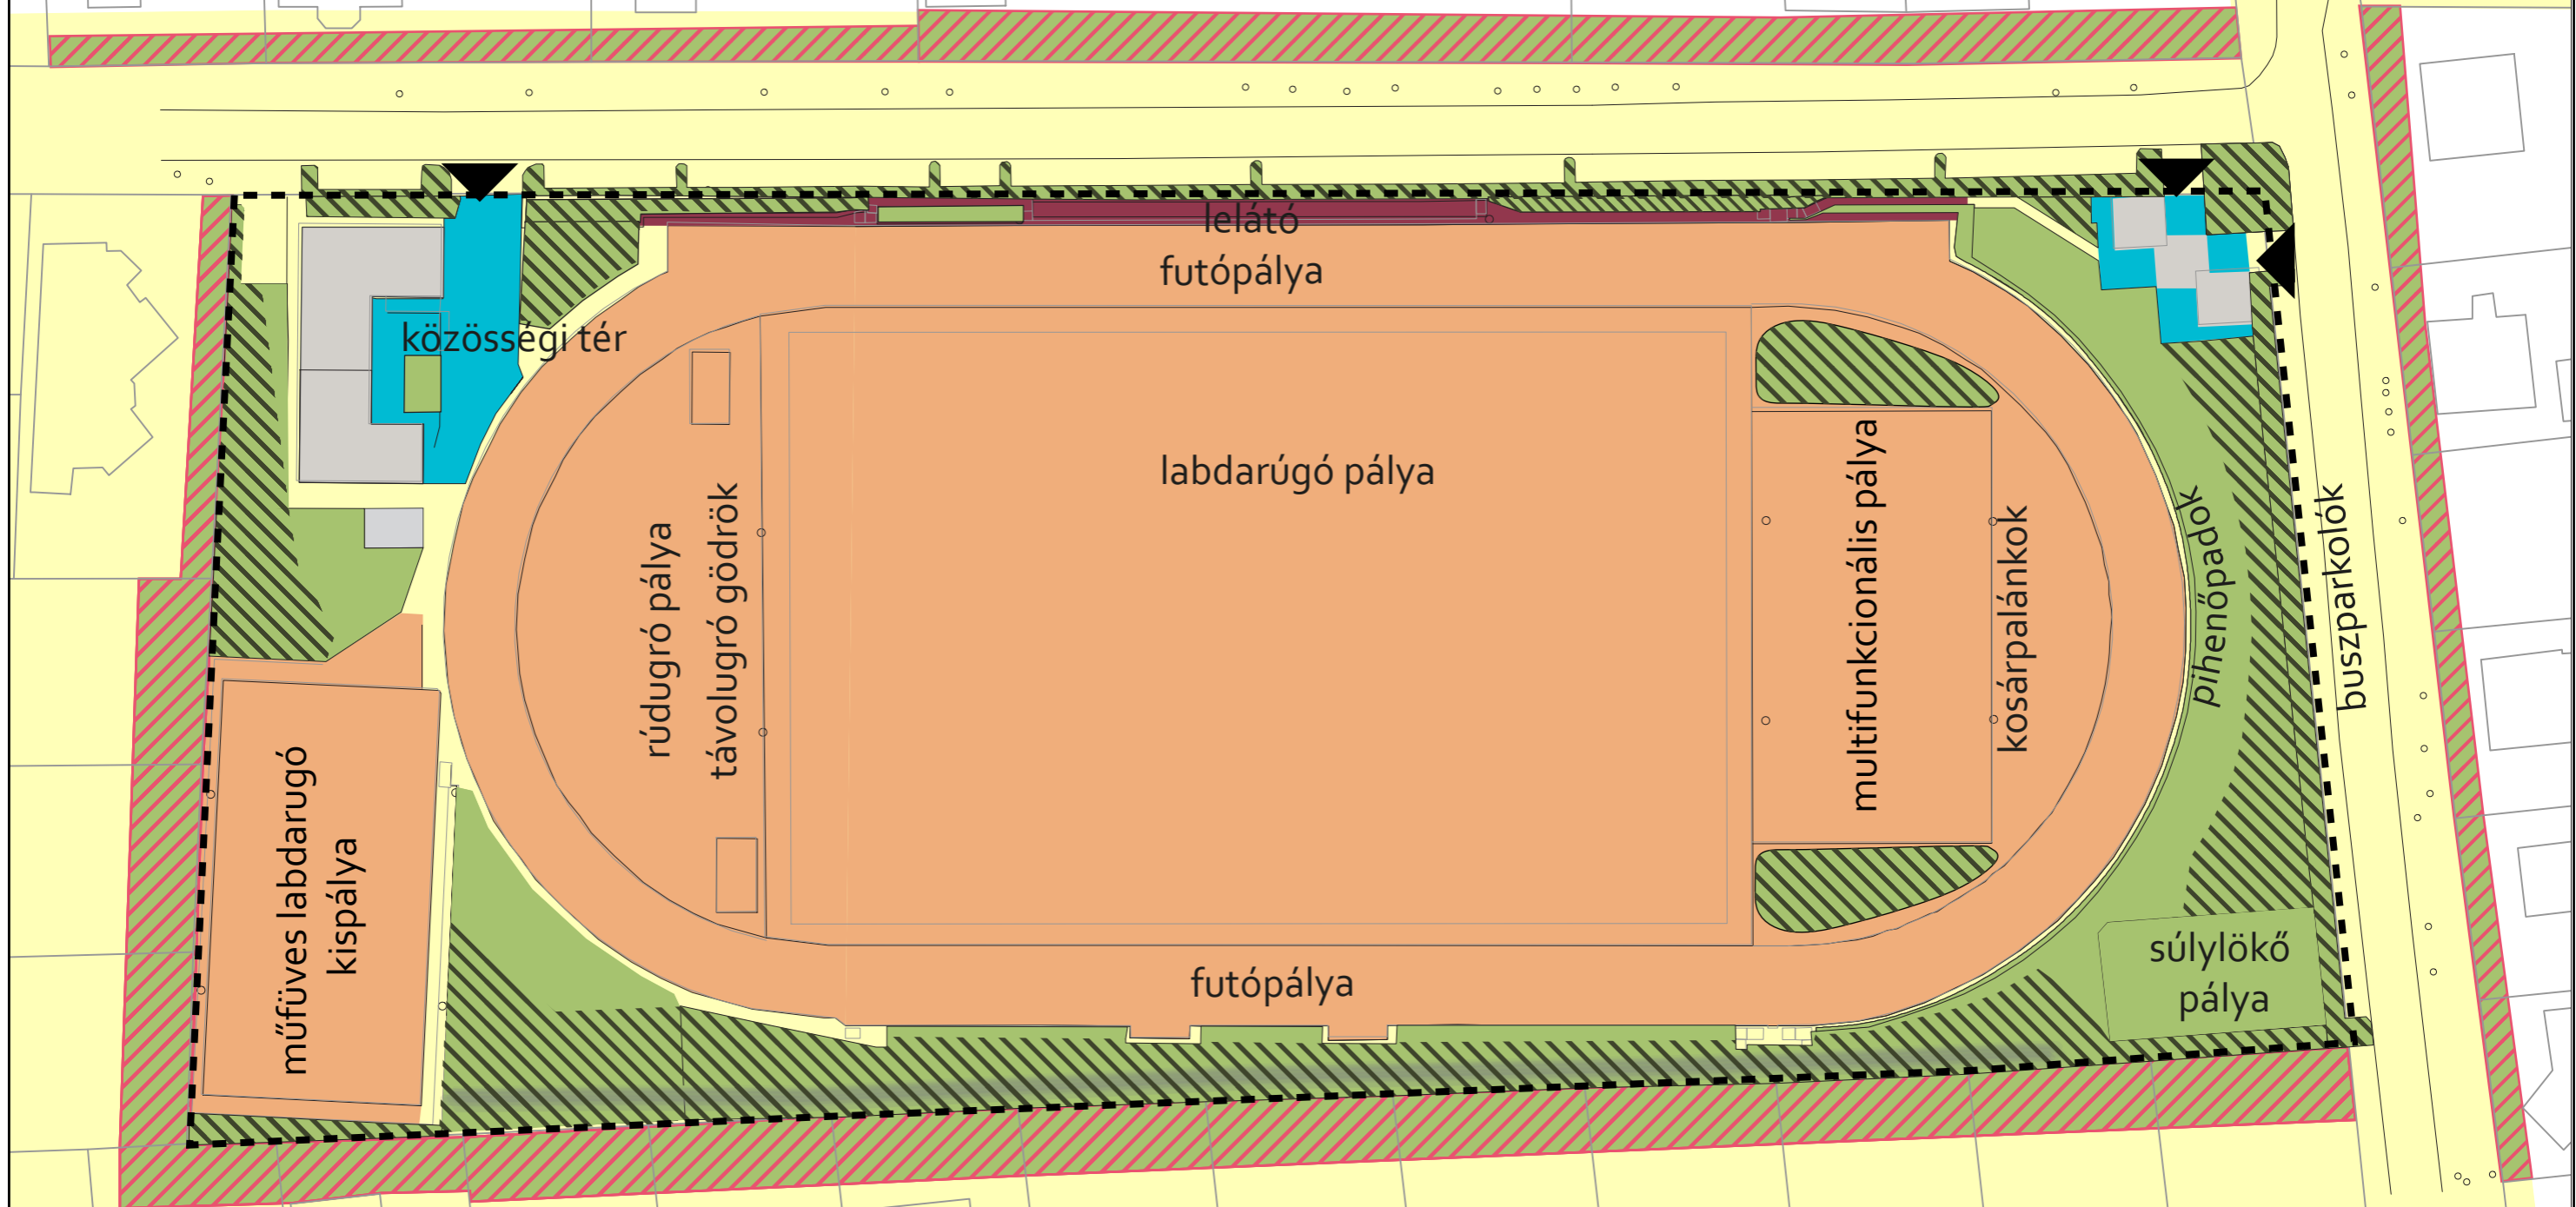 lelátó
futópálya
közösségi tér
labdarúgó pálya
rúdugró pálya
távolugró gödrök
multifunkcionális pálya
kosárpalánkok
pihenőpadok
buszparkolók
műfüves labdarugó
kispálya
futópálya
súlylökő
pálya